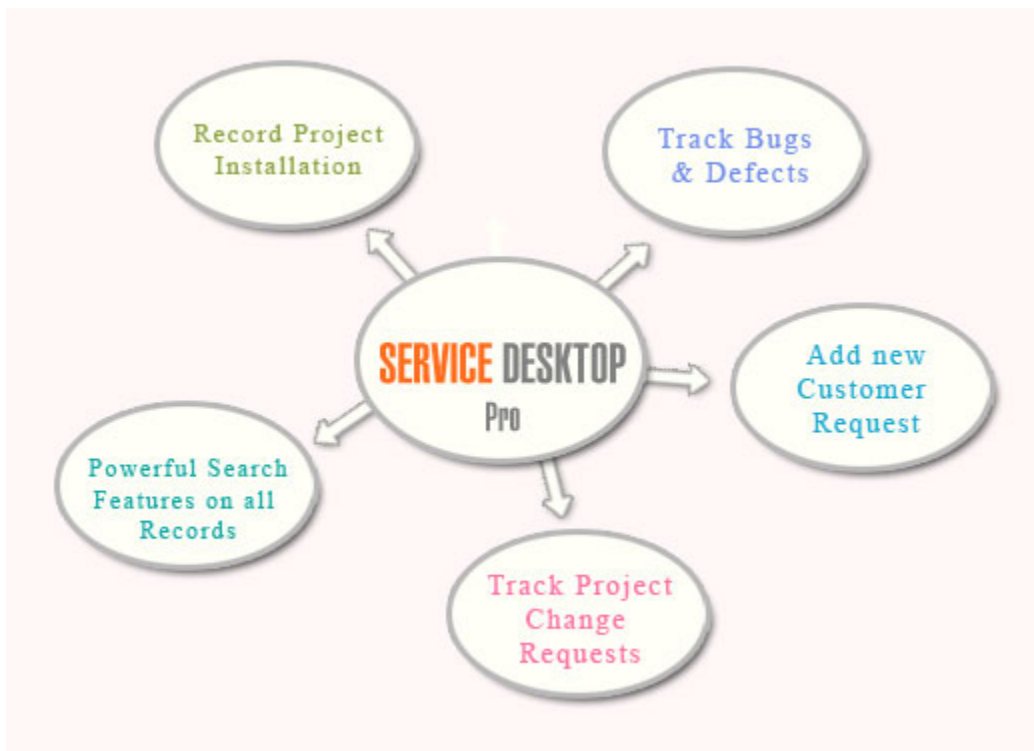 Record Project
Installation
Track Bugs
& Defects
SERVICE DESKTOP
Pro
Add new
Customer
Request
Powerful Search
Features on all
Records
Track Project
Change
Requests